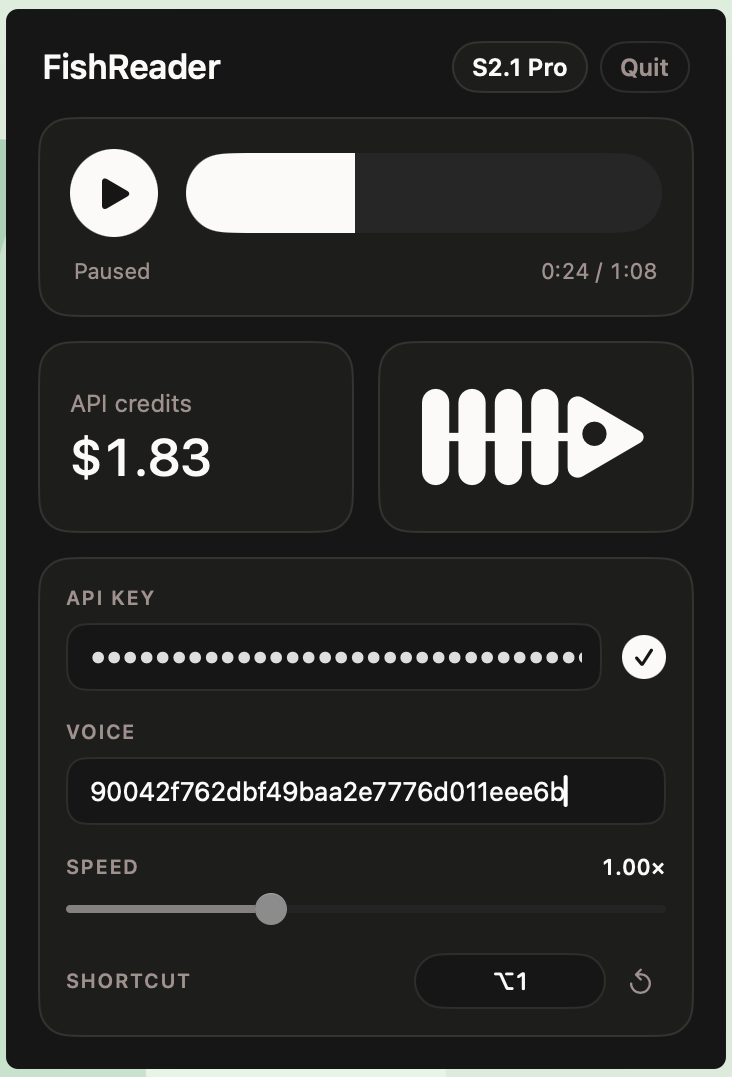 FishReader
S2.1 Pro
Quit
Paused
0:24 / 1:08
API credits
$1.83
API KEY
VOICE
90042f762dbf49baa2e7776d011eee6b
SPEED
1.00×
SHORTCUT
⌥1